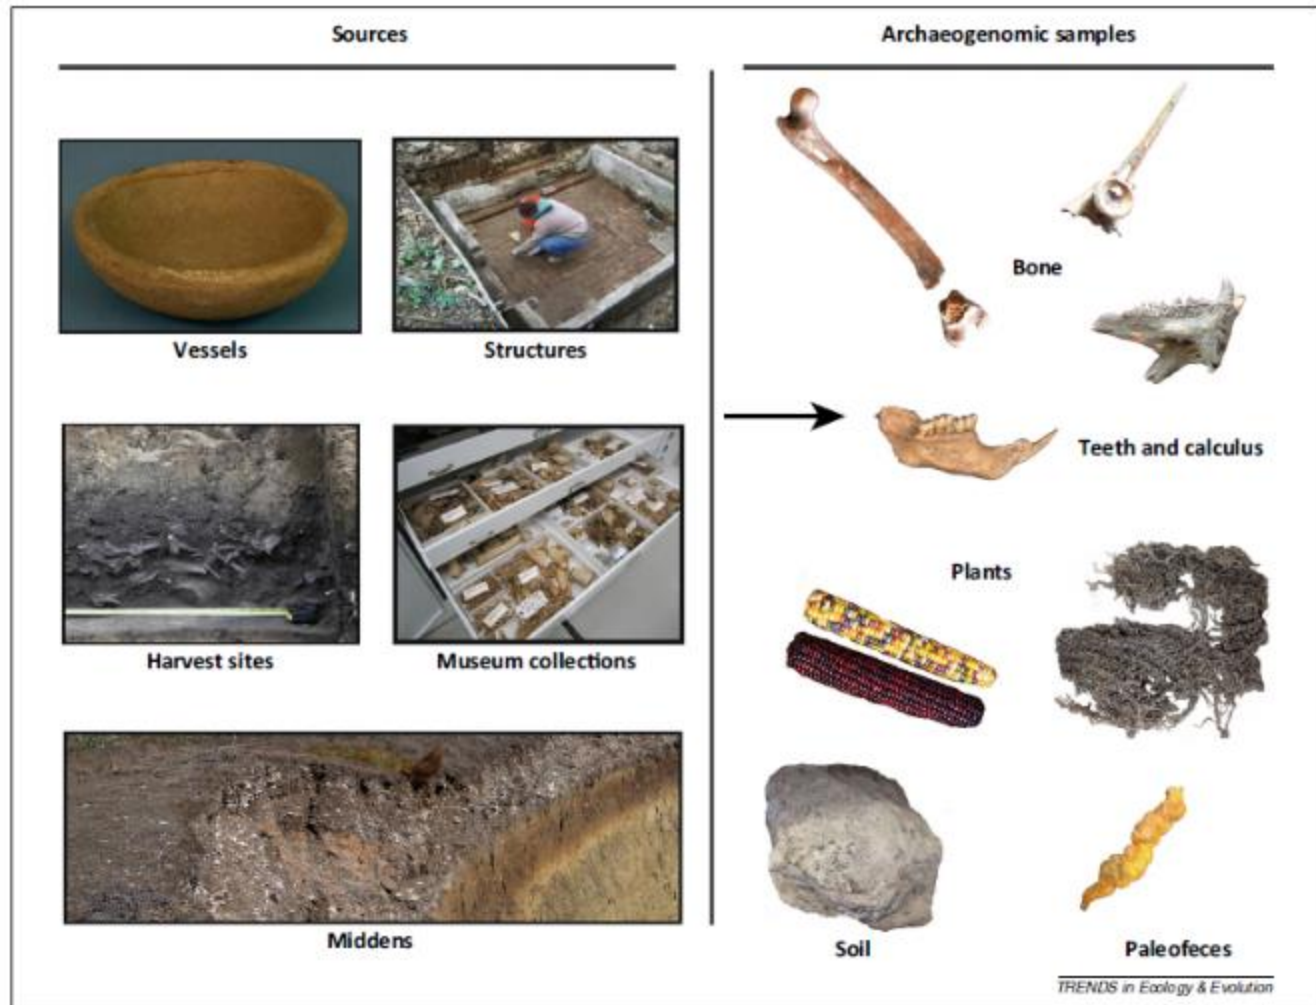 Sources
Archaeogenomic samples
Vessels
Structures
Bone
Teeth and calculus
Harvest sites
Museum collections
Plants
Middens
Soil
Paleofeces
TRENDS in Ecology & Evolution